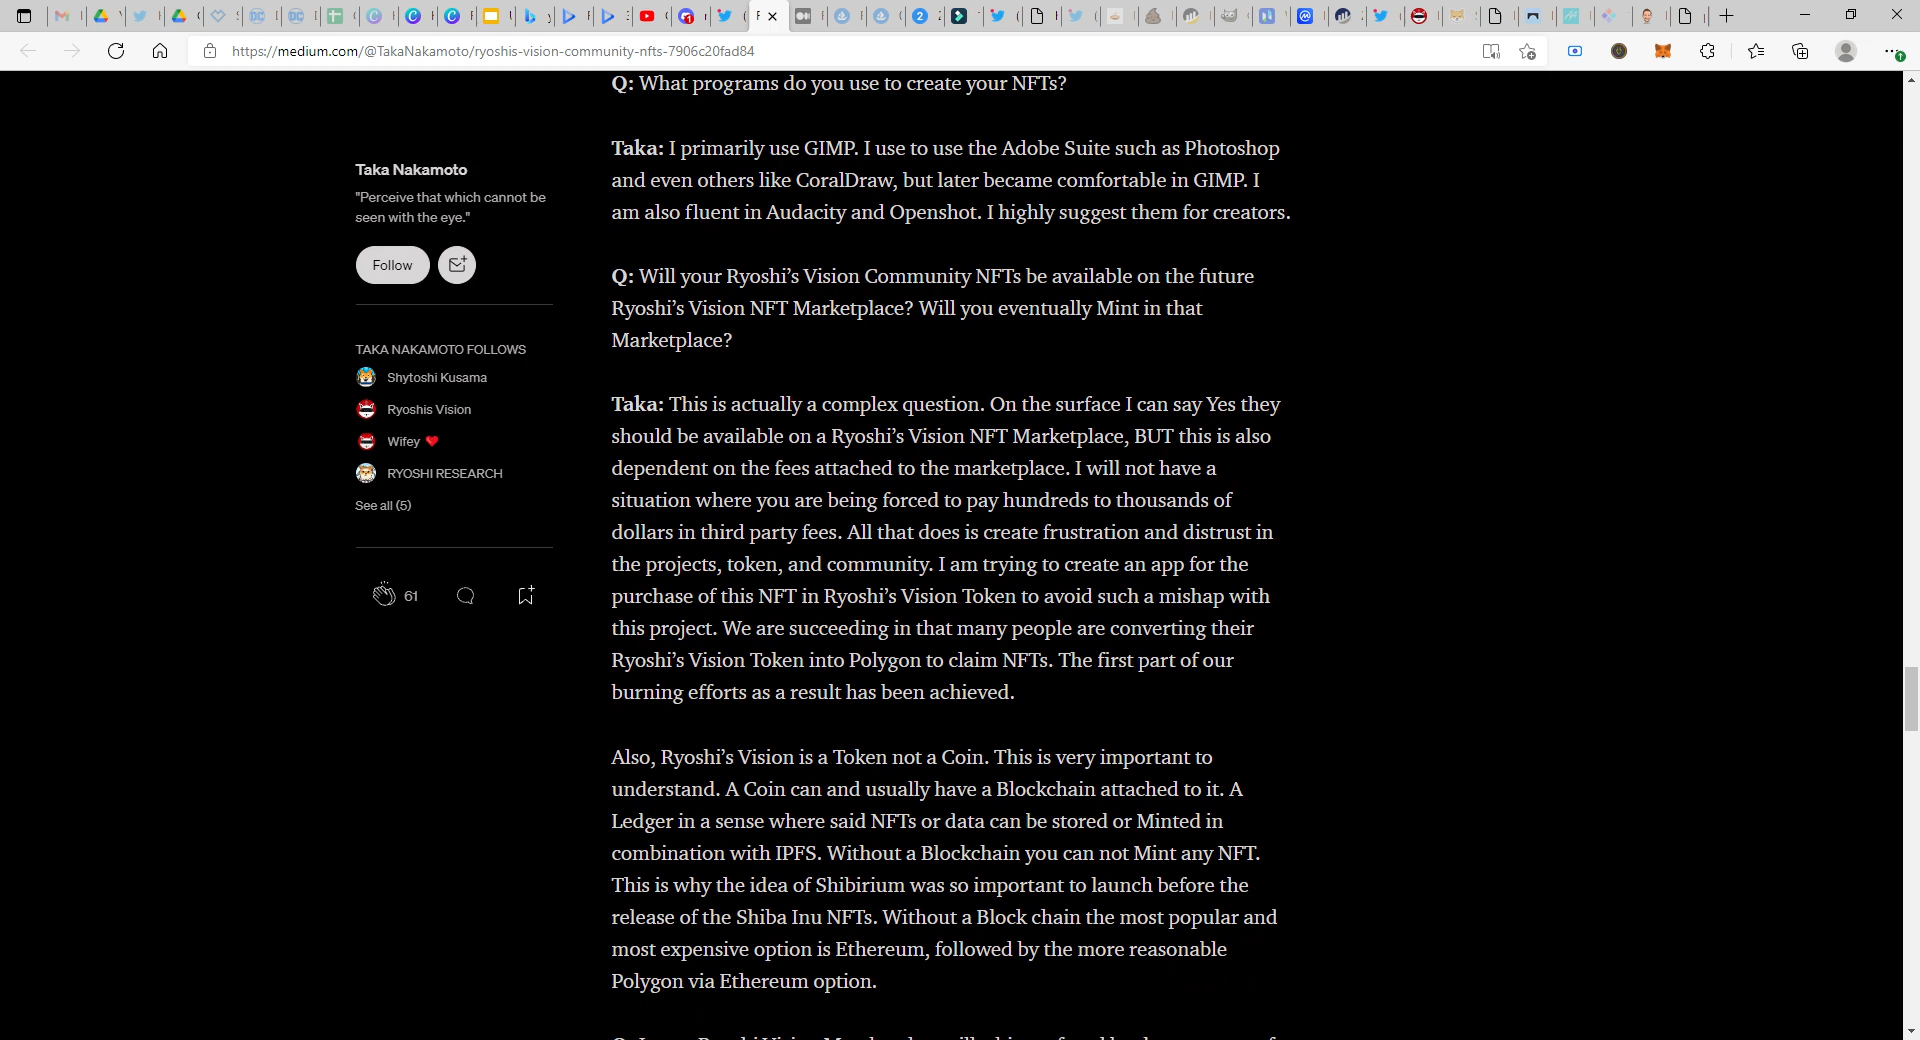 https://medium.com/@TakaNakamoto/ryoshis-vision-community-nfts-7906c20fad84
Q: What programs do you use to create your NFTs?
Taka: I primarily use GIMP. I use to use the Adobe Suite such as Photoshop
and even others like CoralDraw, but later became comfortable in GIMP. I
am also fluent in Audacity and Openshot. I highly suggest them for creators.
Q: Will your Ryoshi’s Vision Community NFTs be available on the future
Ryoshi’s Vision NFT Marketplace? Will you eventually Mint in that
Marketplace?
Taka: This is actually a complex question. On the surface I can say Yes they
should be available on a Ryoshi’s Vision NFT Marketplace, BUT this is also
dependent on the fees attached to the marketplace. I will not have a
situation where you are being forced to pay hundreds to thousands of
dollars in third party fees. All that does is create frustration and distrust in
the projects, token, and community. I am trying to create an app for the
purchase of this NFT in Ryoshi’s Vision Token to avoid such a mishap with
this project. We are succeeding in that many people are converting their
Ryoshi’s Vision Token into Polygon to claim NFTs. The first part of our
burning efforts as a result has been achieved.
Also, Ryoshi’s Vision is a Token not a Coin. This is very important to
understand. A Coin can and usually have a Blockchain attached to it. A
Ledger in a sense where said NFTs or data can be stored or Minted in
combination with IPFS. Without a Blockchain you can not Mint any NFT.
This is why the idea of Shibirium was so important to launch before the
release of the Shiba Inu NFTs. Without a Block chain the most popular and
most expensive option is Ethereum, followed by the more reasonable
Polygon via Ethereum option.
Taka Nakamoto
"Perceive that which cannot be
seen with the eye."
Follow
TAKA NAKAMOTO FOLLOWS
Shytoshi Kusama
Ryoshis Vision
Wifey
RYOSHI RESEARCH
See all (5)
61